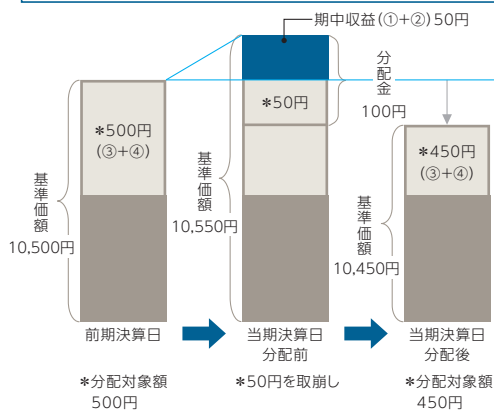 期中収益(①+②)50円
分配金
100円
*50円
*500円
(③+④)
*450円
(③+④)
基準価額
10,500円
基準価額
10,550円
基準価額
10,450円
前期決算日
当期決算日
分配前
当期決算日
分配後
*分配対象額
500円
*50円を取崩し
*分配対象額
450円